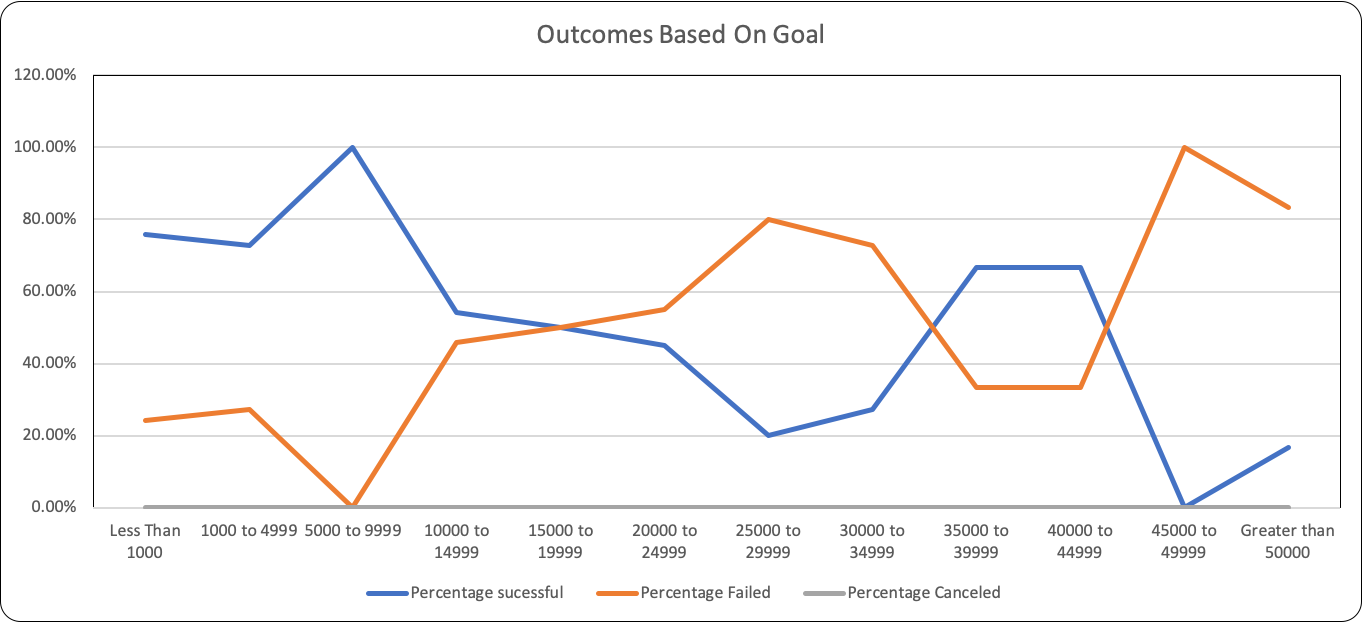 Outcomes Based On Goal
120.00%
100.00%
80.00%
60.00%
40.00%
20.00%
0.00%
Less Than
1000
1000 to 4999
5000 to 9999
10000 to
14999
15000 to
19999
20000 to
24999
25000 to
29999
30000 to
34999
35000 to
39999
40000 to
44999
45000 to
49999
Greater than
50000
Percentage sucessful
Percentage Failed
Percentage Canceled